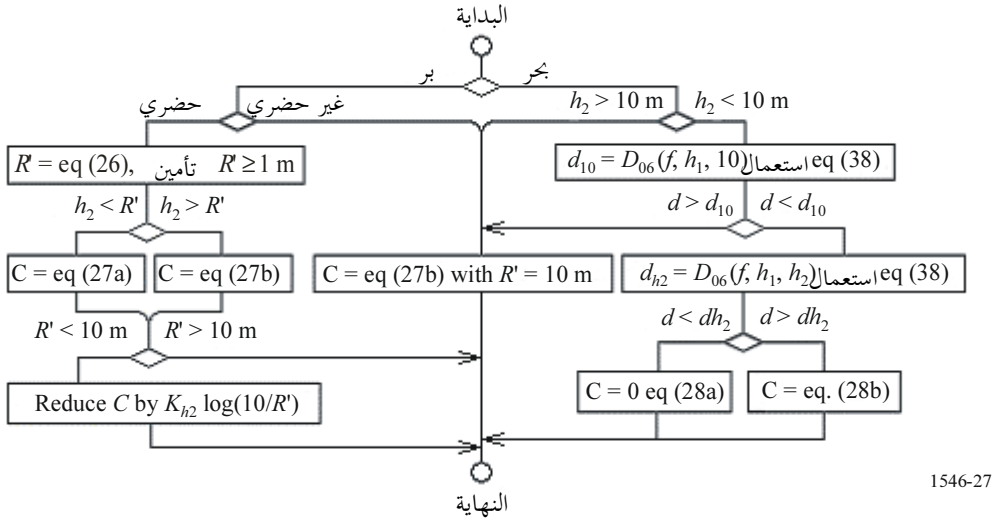 البداية
بر
بحر
حضري
غير حضري
h₂ > 10 m
h₂ < 10 m
R' = eq (26), تأمين R' ≥ 1 m
d₁₀ = D₀₆(f, h₁, 10) استعمال eq (38)
h₂ < R'
h₂ > R'
d > d₁₀
d < d₁₀
C = eq (27a)
C = eq (27b)
C = eq (27b) with R' = 10 m
dₕ₂ = D₀₆(f, h₁, h₂) استعمال eq (38)
R' < 10 m
R' > 10 m
d < dh₂
d > dh₂
Reduce C by Kₕ₂ log(10/R')
C = 0 eq (28a)
C = eq. (28b)
النهاية
1546-27